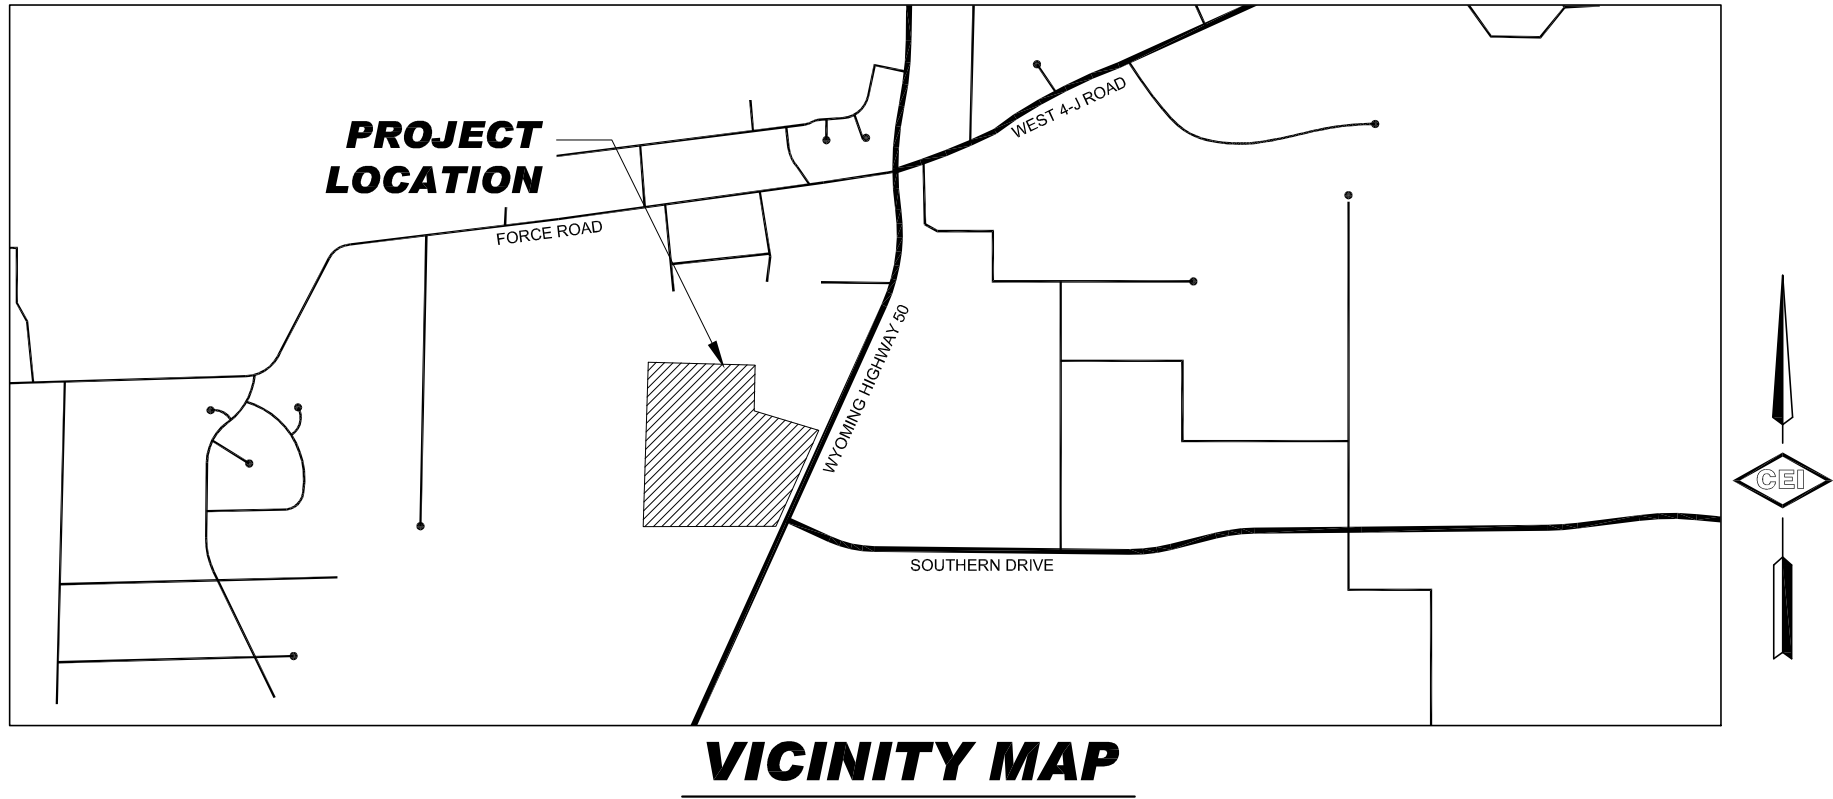 PROJECT
LOCATION
WEST 4-J ROAD
FORCE ROAD
WYOMING HIGHWAY 50
CEI
SOUTHERN DRIVE
VICINITY MAP